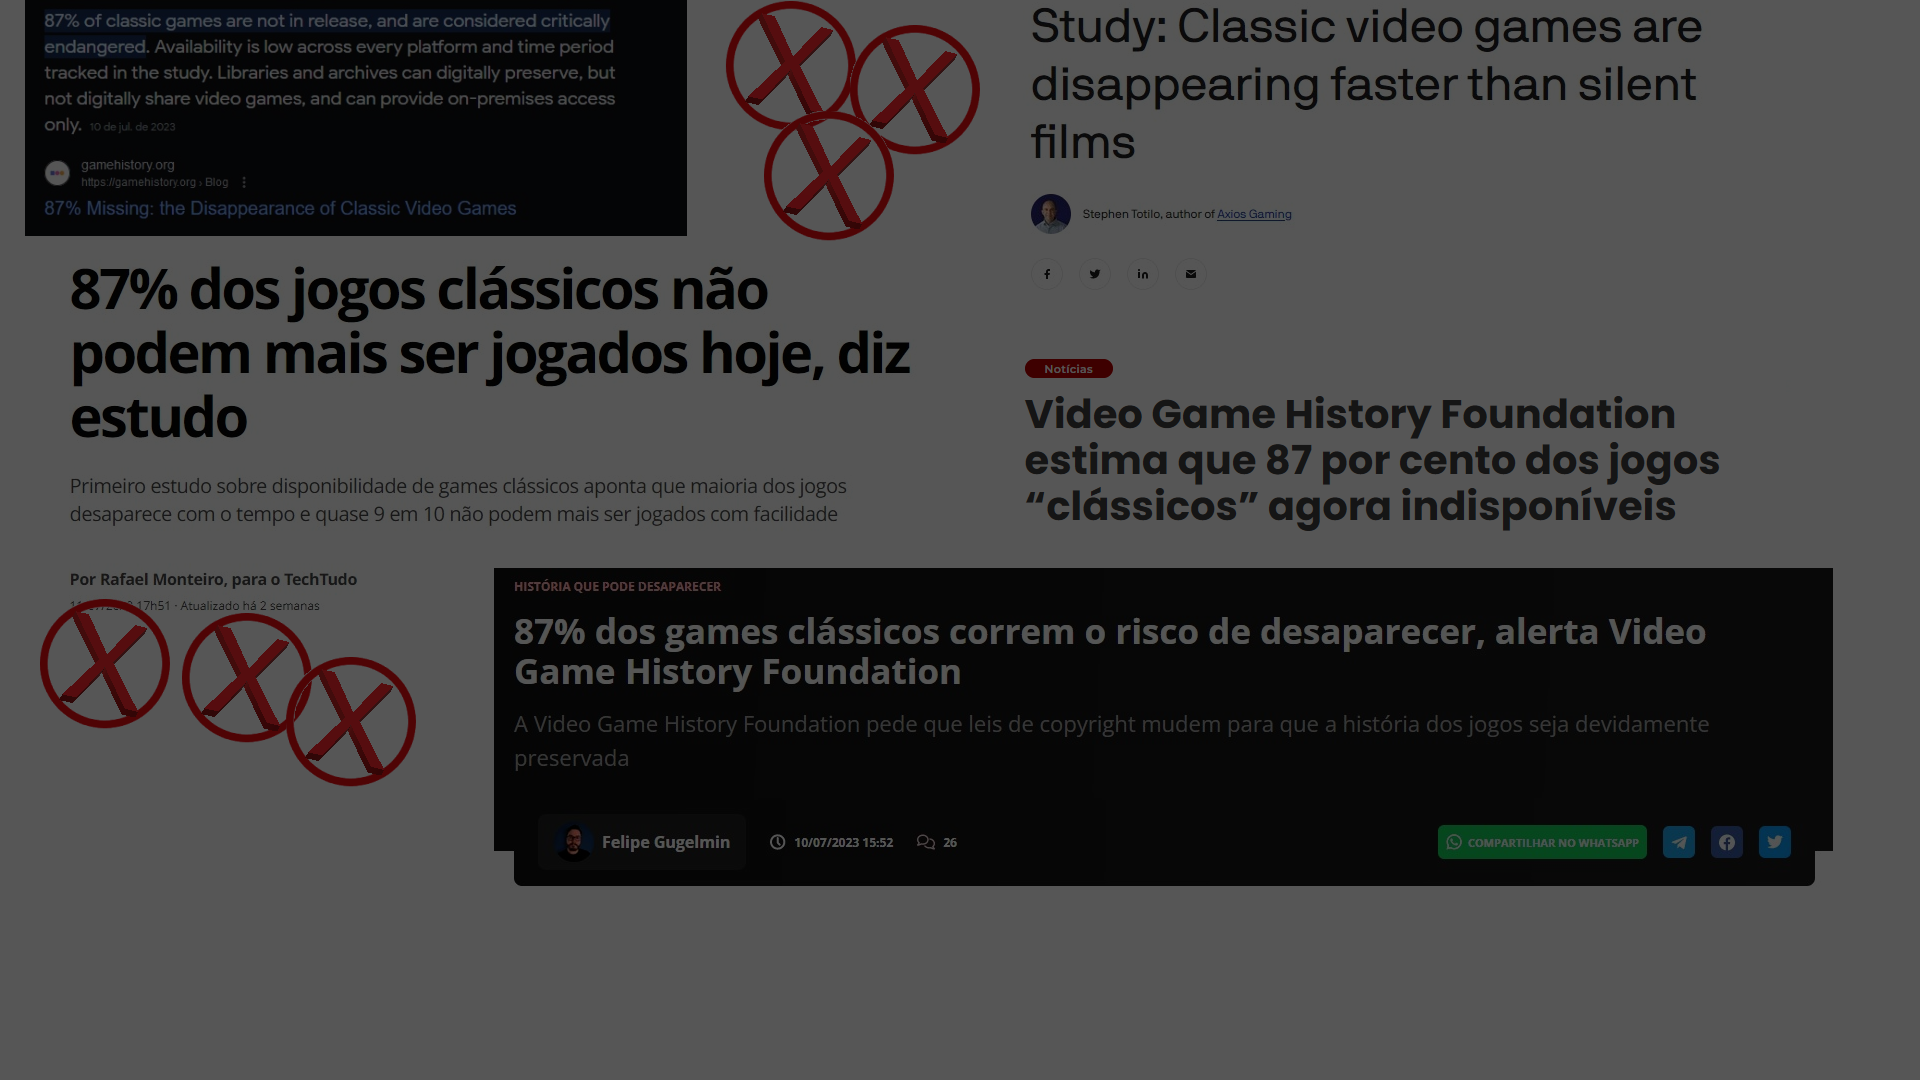 87% of classic games are not in release, and are considered critically
endangered. Availability is low across every platform and time period
tracked in the study. Libraries and archives can digitally preserve, but
not digitally share video games, and can provide on-premises access
only. 10 de jul. de 2023
gamehistory.org
https://gamehistory.org › Blog
87% Missing: the Disappearance of Classic Video Games
Study: Classic video games are
disappearing faster than silent
films
Stephen Totilo, author of Axios Gaming
87% dos jogos clássicos não
podem mais ser jogados hoje, diz
estudo
Primeiro estudo sobre disponibilidade de games clássicos aponta que maioria dos jogos
desaparece com o tempo e quase 9 em 10 não podem mais ser jogados com facilidade
Por Rafael Monteiro, para o TechTudo
17h51 · Atualizado há 2 semanas
Notícias
Video Game History Foundation
estima que 87 por cento dos jogos
“clássicos” agora indisponíveis
HISTÓRIA QUE PODE DESAPARECER
87% dos games clássicos correm o risco de desaparecer, alerta Video
Game History Foundation
A Video Game History Foundation pede que leis de copyright mudem para que a história dos jogos seja devidamente
preservada
Felipe Gugelmin 10/07/2023 15:52 26
COMPARTILHAR NO WHATSAPP